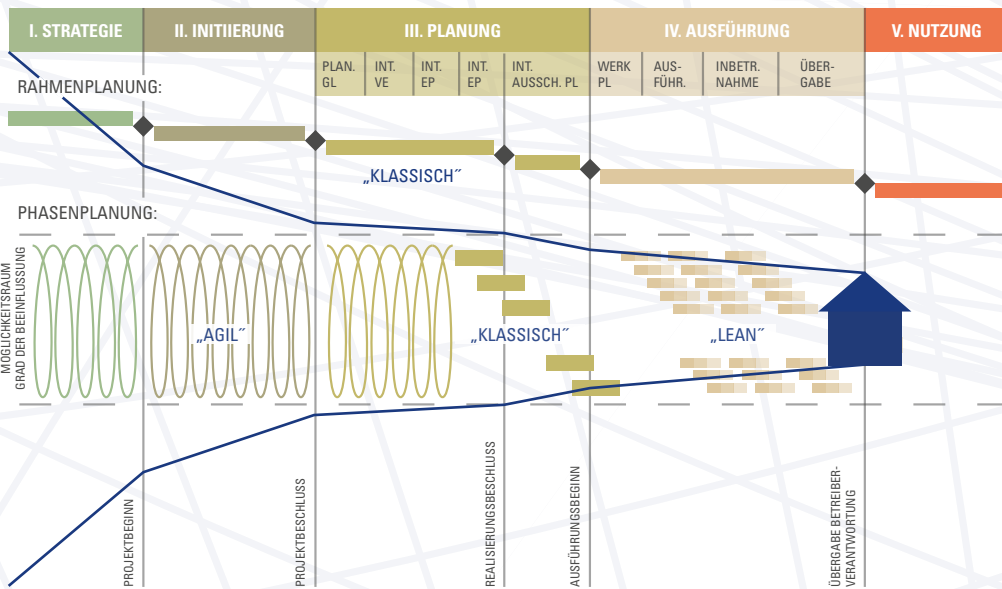 I. STRATEGIE
II. INITIIERUNG
III. PLANUNG
IV. AUSFÜHRUNG
V. NUTZUNG
PLAN.
GL
INT.
VE
INT.
EP
INT.
EP
INT.
AUSSCH. PL
WERK
PL
AUS-
FÜHR.
INBETR.
NAHME
ÜBER-
GABE
RAHMENPLANUNG:
„KLASSISCH“
PHASENPLANUNG:
MÖGLICHKEITSRAUM
GRAD DER BEEINFLUSSUNG
„AGIL“
„KLASSISCH“
„LEAN“
PROJEKTBEGINN
PROJEKTBESCHLUSS
REALISIERUNGSBESCHLUSS
AUSFÜHRUNGSBEGINN
ÜBERGABE BETREIBER-
VERANTWORTUNG